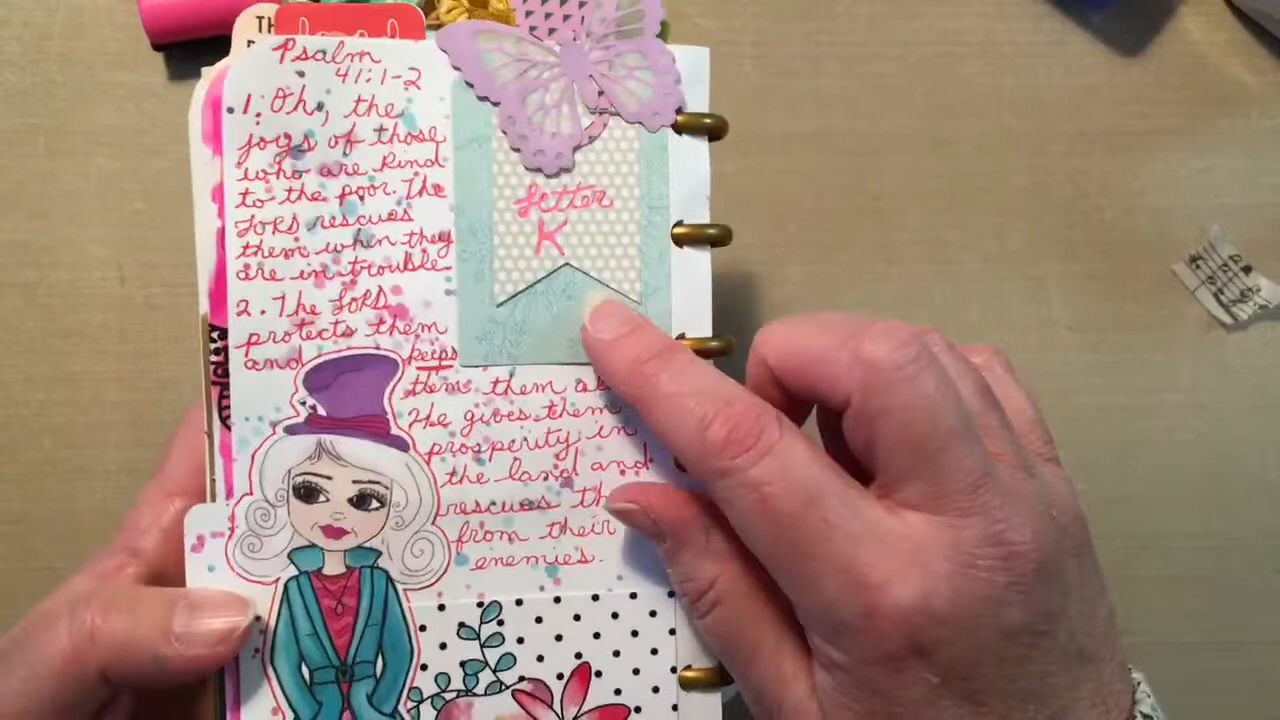 TH
Psalm
41:1-2
1. Oh, the
joys of those
who are kind
to the poor. The
LORD rescues
them when they
are in trouble
2. The LORD
protects them
and keeps
them them
He gives them
prosperity in
the land and
rescues
from their
enemies.
letter
K